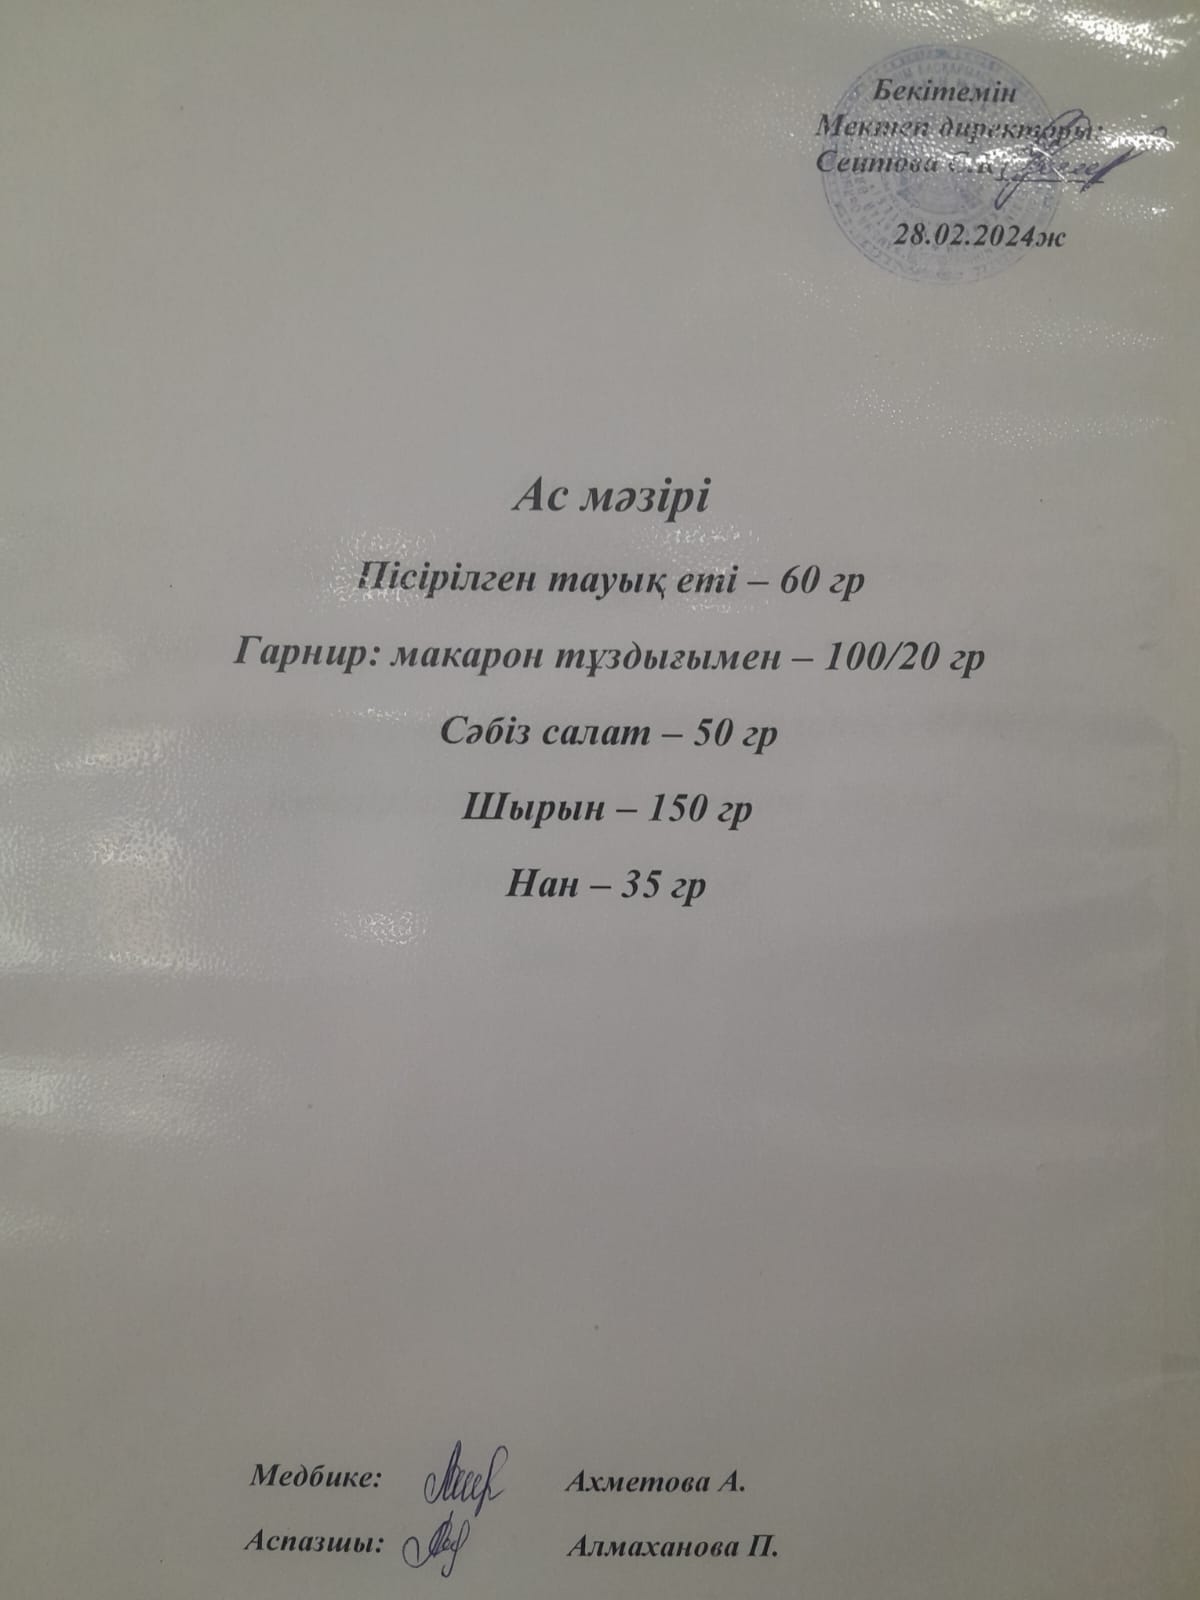 Бекітемін
Мектеп директоры:
Сеитова С.К
28.02.2024ж
Ас мәзірі
Пісірілген тауық еті – 60 гр
Гарнир: макарон тұздығымен – 100/20 гр
Сәбіз салат – 50 гр
Шырын – 150 гр
Нан – 35 гр
Медбике: Ахметова А.
Аспазшы: Алмаханова П.